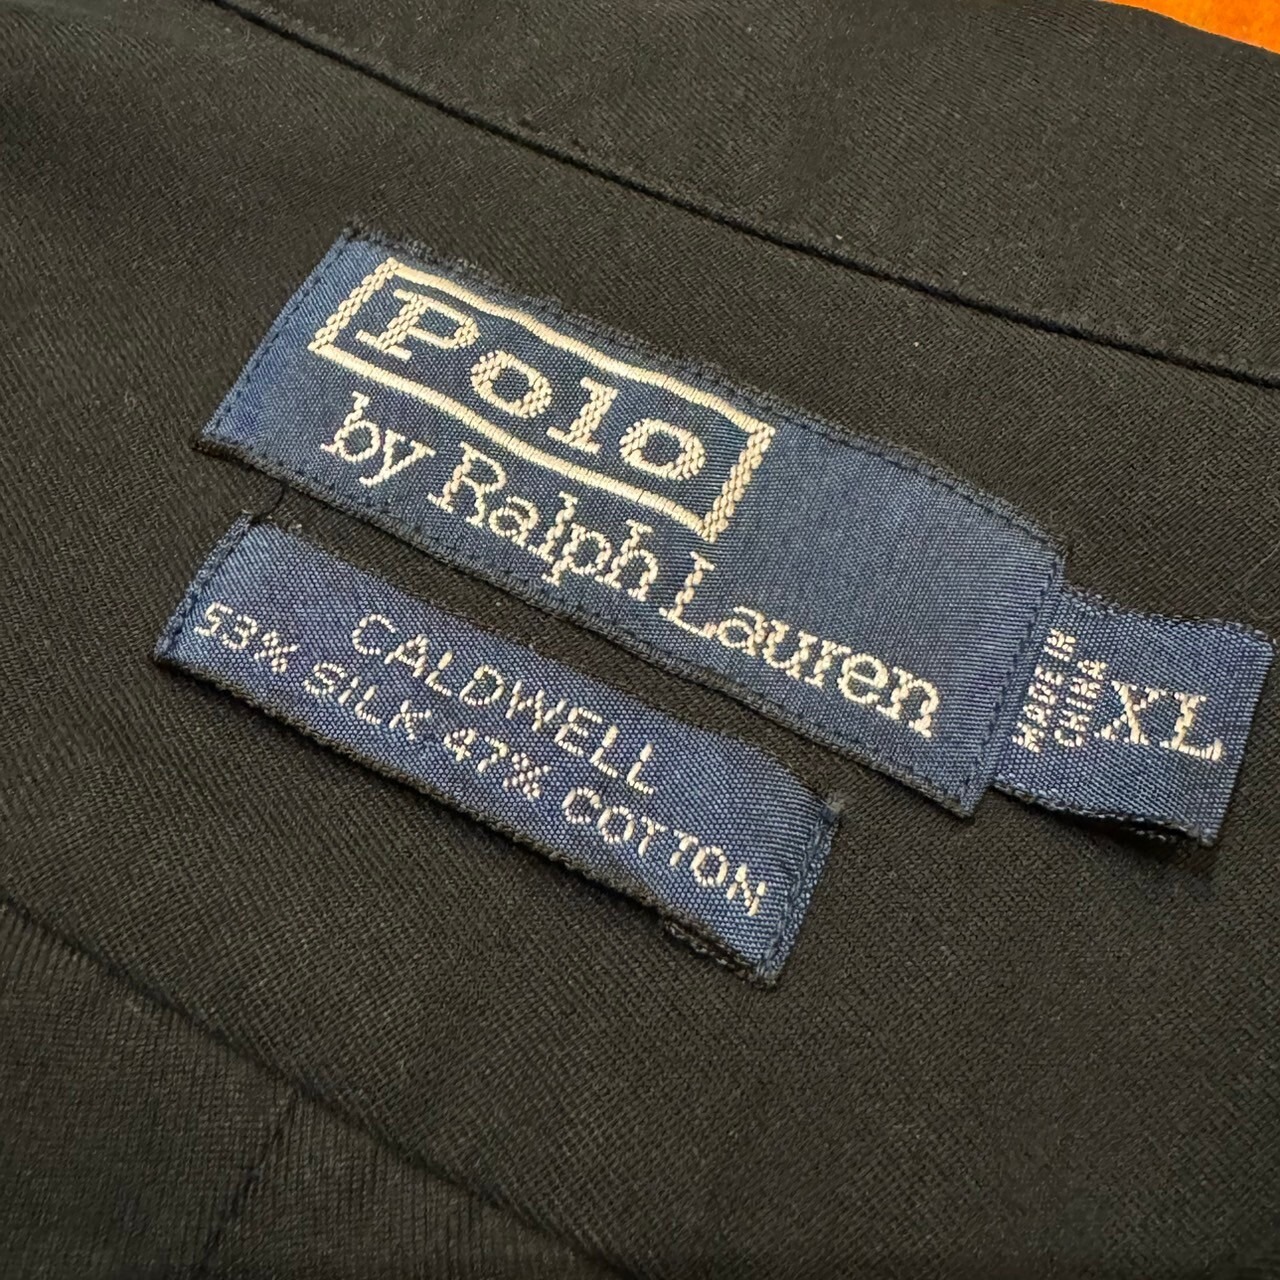 Polo
by Ralph Lauren
MADE IN
CHINA
XL
CALDWELL
53% SILK 47% COTTON